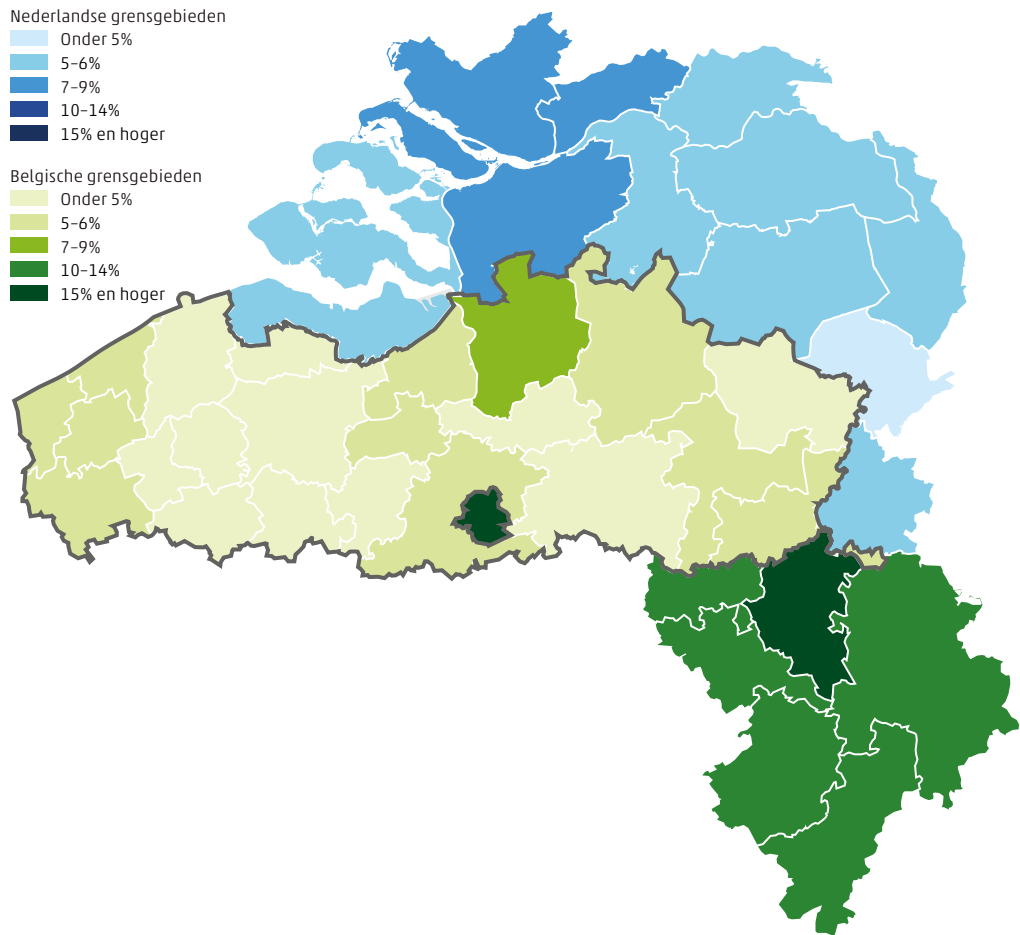 Nederlandse grensgebieden
Onder 5%
5–6%
7–9%
10–14%
15% en hoger
Belgische grensgebieden
Onder 5%
5–6%
7–9%
10–14%
15% en hoger